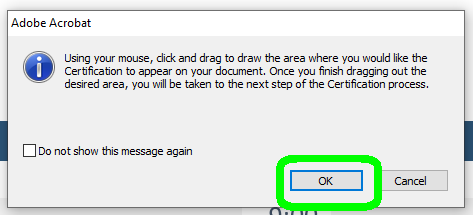 Adobe Acrobat
Using your mouse, click and drag to draw the area where you would like the
Certification to appear on your document. Once you finish dragging out the
desired area, you will be taken to the next step of the Certification process.
Do not show this message again
OK
Cancel